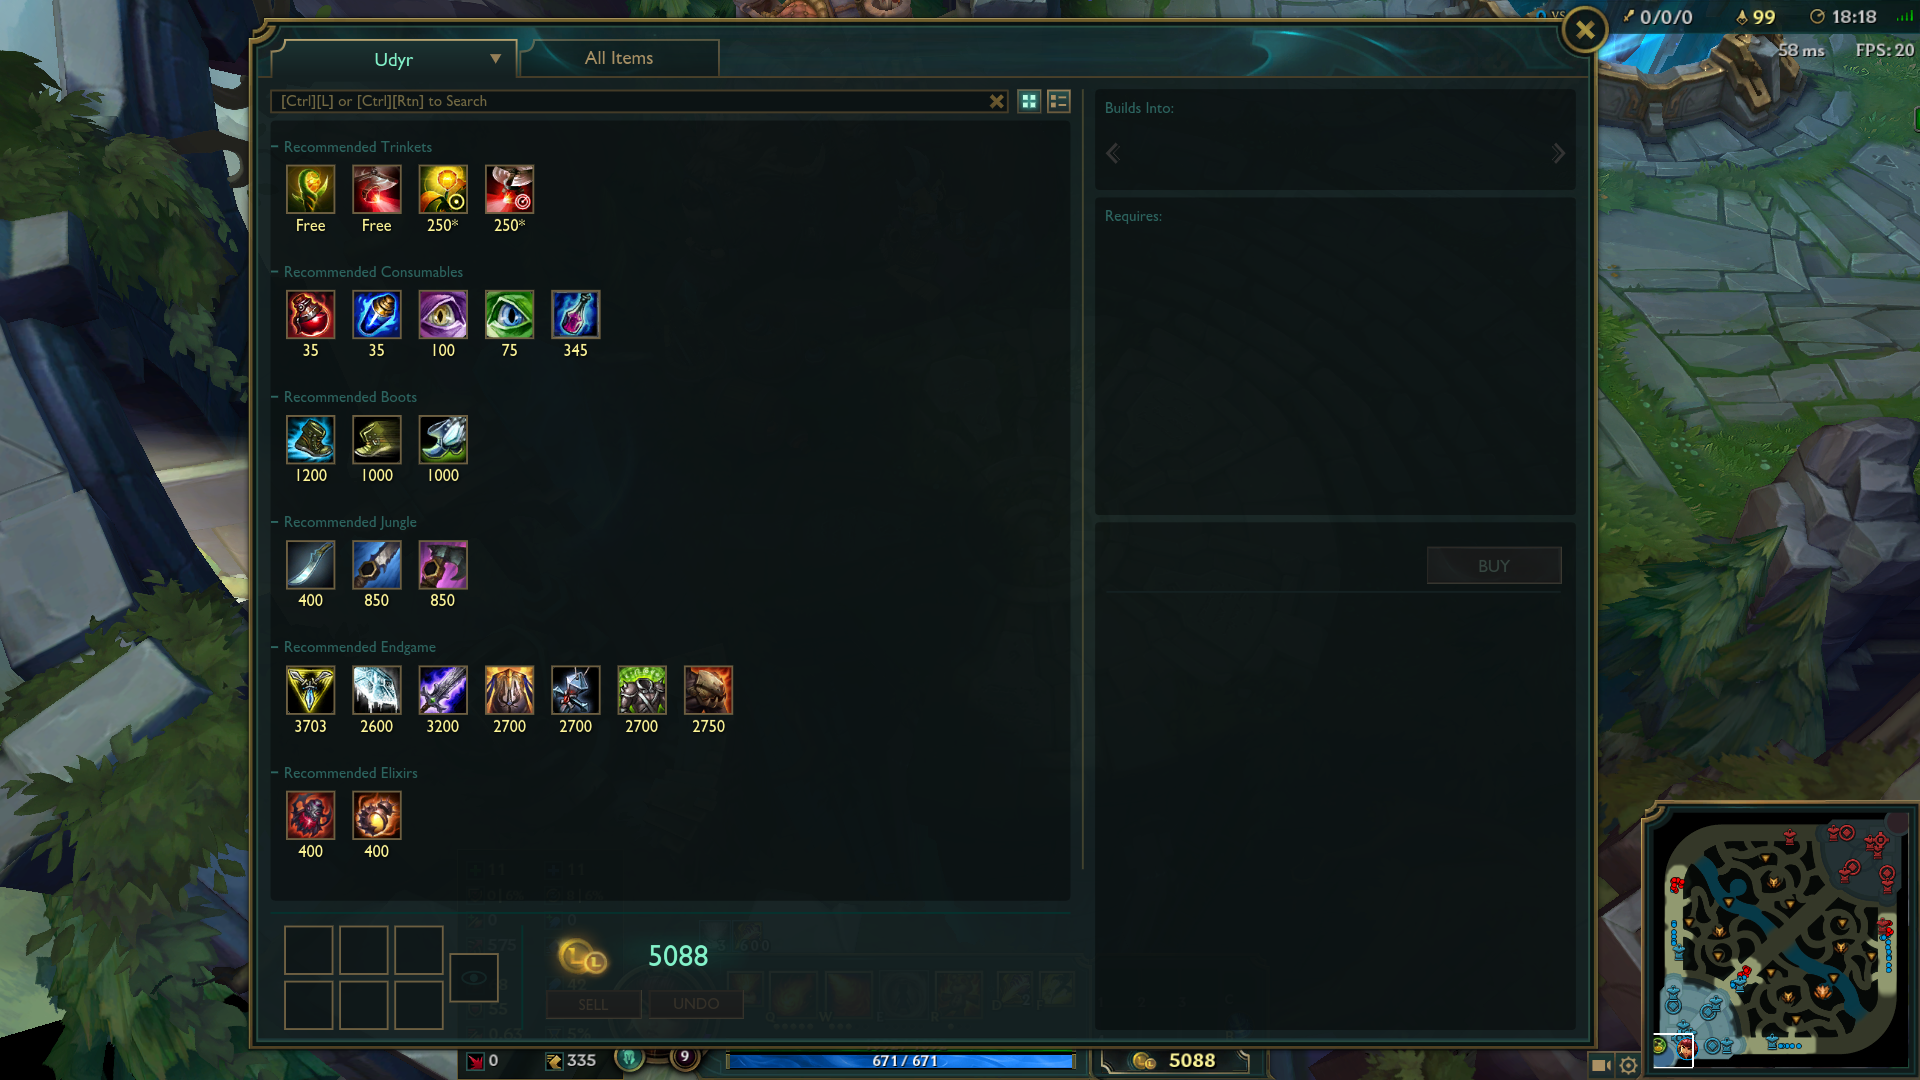 Udyr
All Items
VS
0/0/0
99
18:18
58 ms
FPS: 20
[Ctrl][L] or [Ctrl][Rtn] to Search
Builds Into:
Recommended Trinkets
Free
Free
250*
250*
Requires:
Recommended Consumables
35
35
100
75
345
Recommended Boots
1200
1000
1000
Recommended Jungle
400
850
850
BUY
Recommended Endgame
3703
2600
3200
2700
2700
2700
2750
Recommended Elixirs
400
400
5088
SELL
UNDO
0
335
9
671 / 671
5088